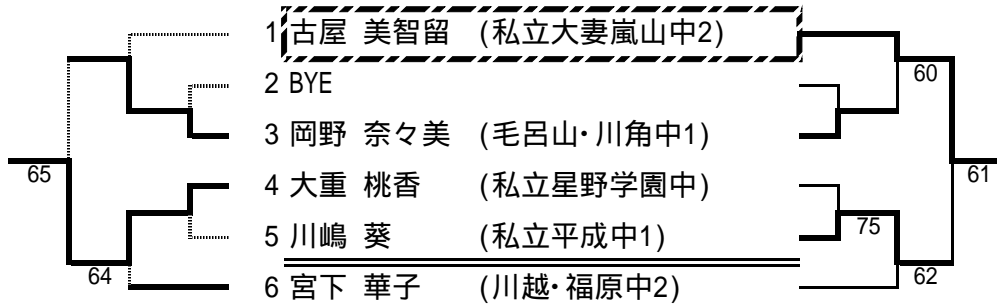 1 古屋 美智留 (私立大妻嵐山中2)
60
2 BYE
3 岡野 奈々美 (毛呂山・川角中1)
65
61
4 大重 桃香 (私立星野学園中)
75
5 川嶋 葵 (私立平成中1)
64
62
6 宮下 華子 (川越・福原中2)